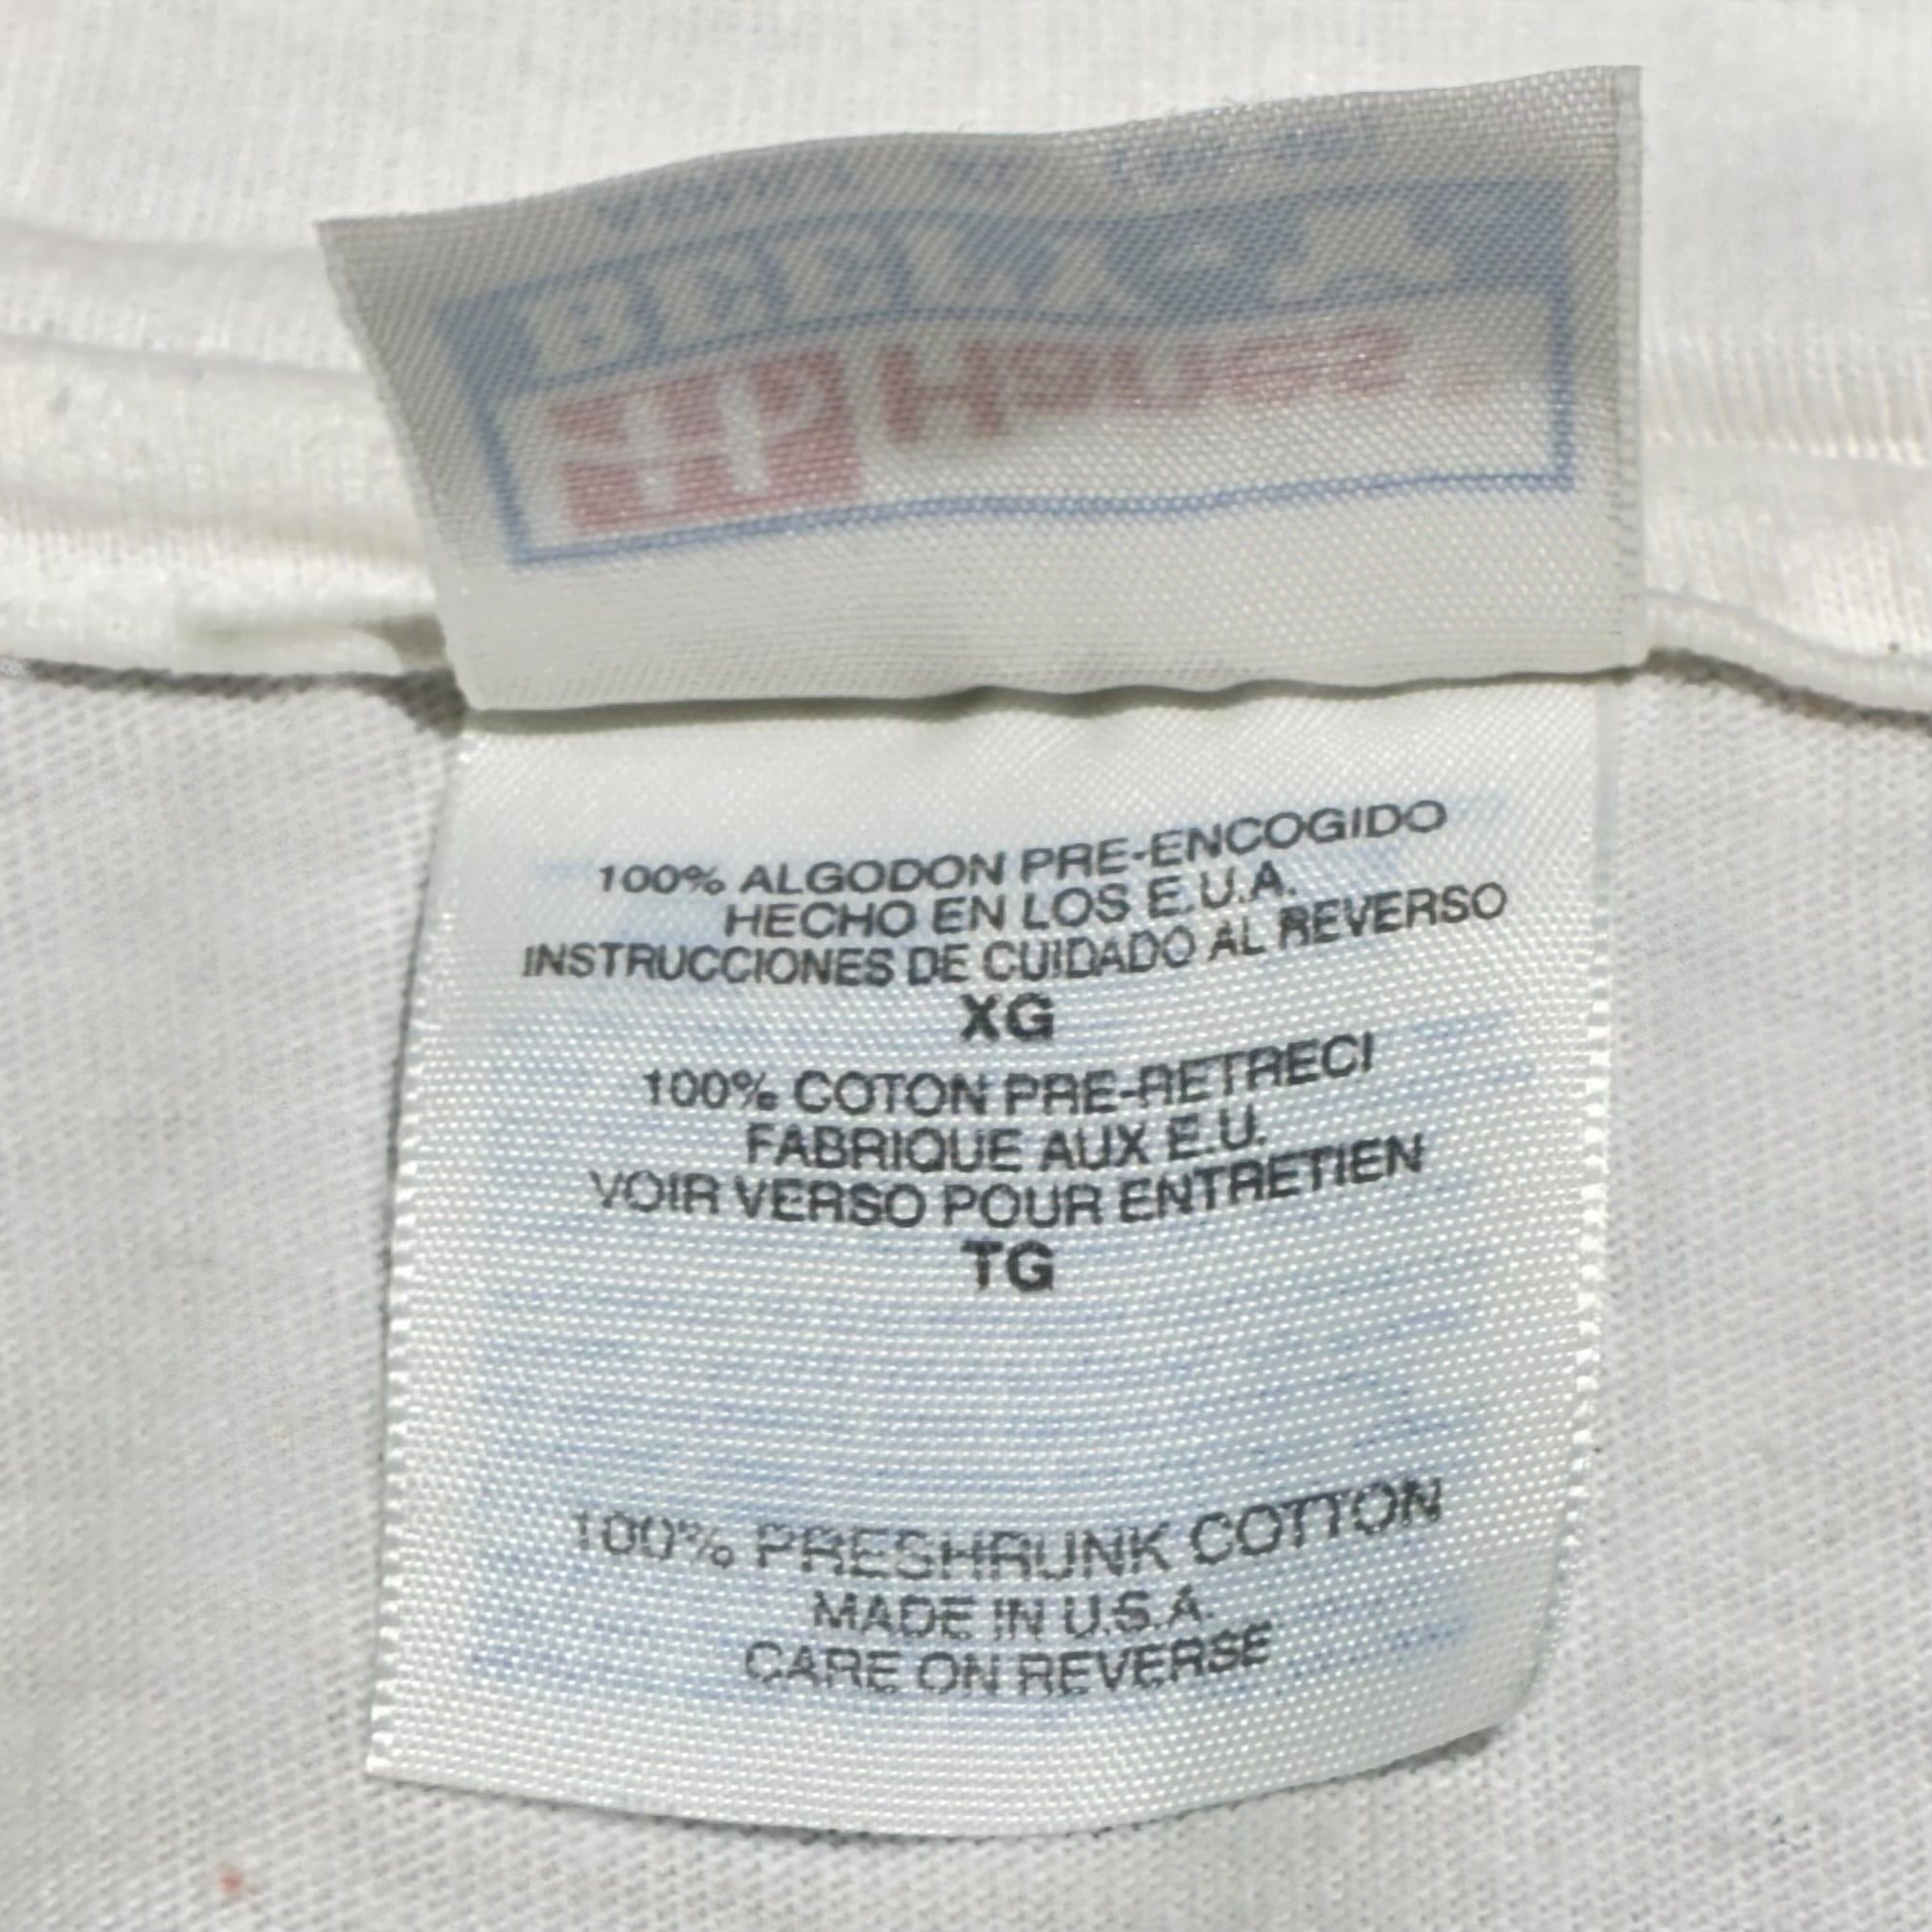 100% ALGODON PRE-ENCOGIDO
HECHO EN LOS E.U.A.
INSTRUCCIONES DE CUIDADO AL REVERSO
XG
100% COTON PRE-RETRECI
FABRIQUE AUX E.U.
VOIR VERSO POUR ENTRETIEN
TG
100% PRESHRUNK COTTON
MADE IN U.S.A.
CARE ON REVERSE